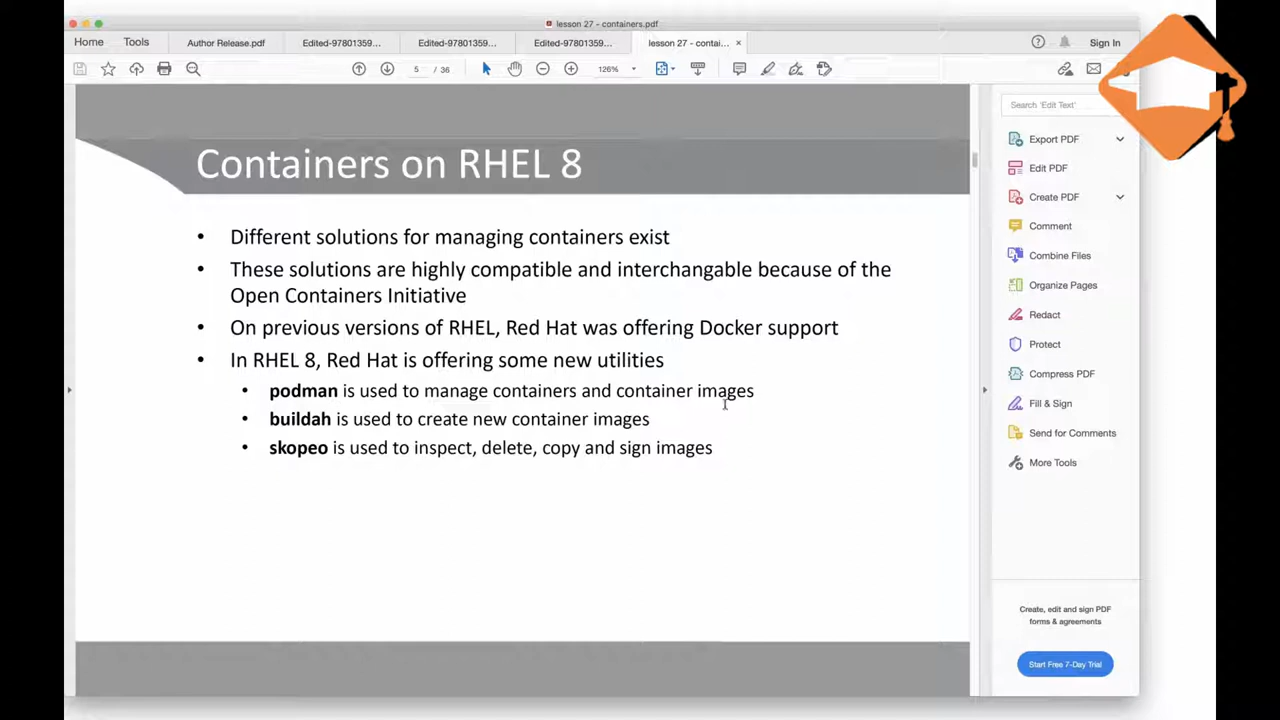 lesson 27 - containers.pdf
Home
Tools
Author Release.pdf
Edited-97801359...
Edited-97801359...
Edited-97801359...
lesson 27 - contai...
×
Sign In
5 / 36
126%
Search 'Edit Text'
Containers on RHEL 8
• Different solutions for managing containers exist
• These solutions are highly compatible and interchangable because of the
Open Containers Initiative
• On previous versions of RHEL, Red Hat was offering Docker support
• In RHEL 8, Red Hat is offering some new utilities
• podman is used to manage containers and container images
• buildah is used to create new container images
• skopeo is used to inspect, delete, copy and sign images
Export PDF
Edit PDF
Create PDF
Comment
Combine Files
Organize Pages
Redact
Protect
Compress PDF
Fill & Sign
Send for Comments
More Tools
Create, edit and sign PDF
forms & agreements
Start Free 7-Day Trial